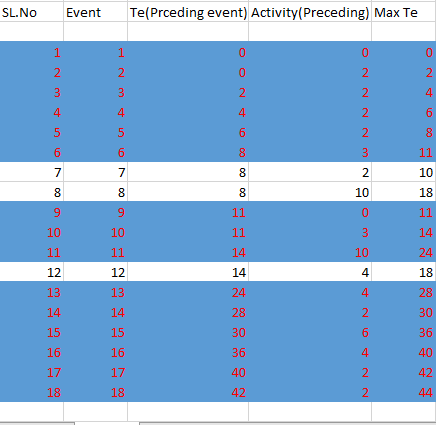 SL.No Event Te(Prceding event) Activity(Preceding) Max Te
1 1 0 0 0
2 2 0 2 2
3 3 2 2 4
4 4 4 2 6
5 5 6 2 8
6 6 8 3 11
7 7 8 2 10
8 8 8 10 18
9 9 11 0 11
10 10 11 3 14
11 11 14 10 24
12 12 14 4 18
13 13 24 4 28
14 14 28 2 30
15 15 30 6 36
16 16 36 4 40
17 17 40 2 42
18 18 42 2 44